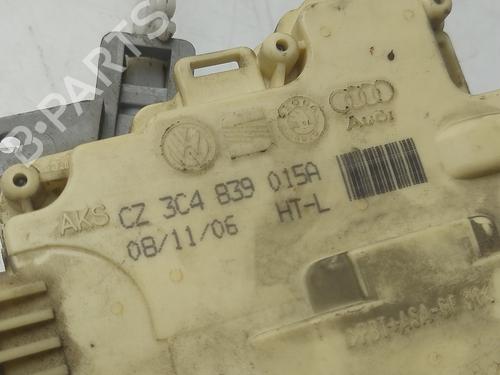 B-PARTS
Audi
AKS CZ 3C4 839 015A
08/11/06 HT-L